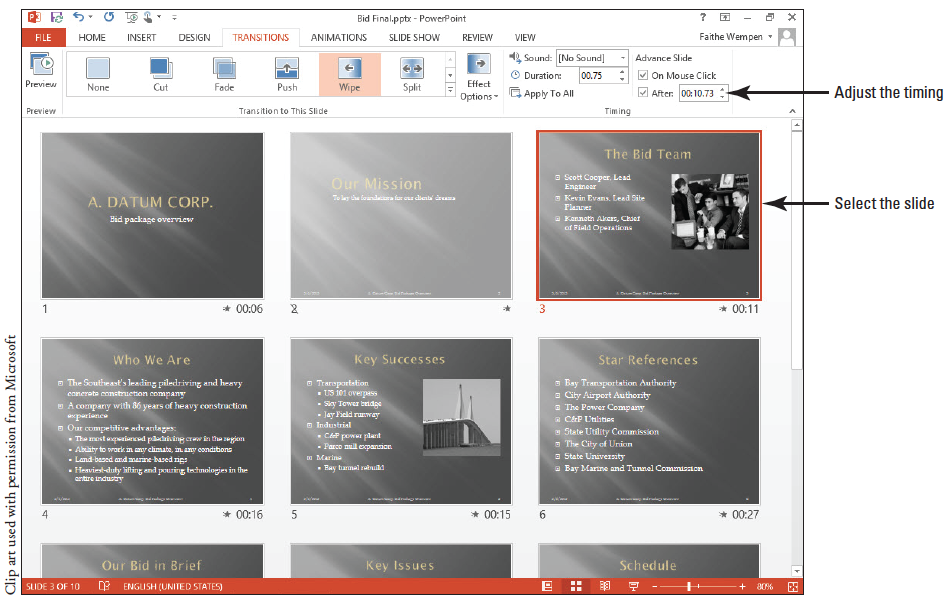 Bid Final.pptx - PowerPoint
?
FILE HOME INSERT DESIGN TRANSITIONS ANIMATIONS SLIDE SHOW REVIEW VIEW
Faithe Wempen
Preview
None
Cut
Fade
Push
Wipe
Split
Effect
Options
Sound: [No Sound]
Duration: 00.75
Apply To All
Advance Slide
On Mouse Click
After: 00:10.73
Preview
Transition to This Slide
Timing
Adjust the timing
Select the slide
A. DATUM CORP.
Bid package overview
1
00:06
Our Mission
To lay the foundations for our clients' dreams
2
The Bid Team
Scott Cooper, Lead
Engineer
Kevin Evans, Lead Site
Planner
Kenneth Akers, Chief
of Field Operations
3
00:11
Who We Are
The Southeast's leading piledriving and heavy
concrete construction company
A company with 86 years of heavy construction
experience
Our competitive advantages:
The most experienced piledriving crew in the region
Ability to work in any climate, in any conditions
Land-based and marine-based rigs
Heaviest-duty lifting and pouring technologies in the
entire industry
4
00:16
Key Successes
Transportation
US 101 overpass
Sky Tower bridge
Jay Field runway
Industrial
C&P power plant
Parco mill expansion
Marine
Bay tunnel rebuild
5
00:15
Star References
Bay Transportation Authority
City Airport Authority
The Power Company
C&P Utilities
State Utility Commission
The City of Union
State University
Bay Marine and Tunnel Commission
6
00:27
Our Bid in Brief
Key Issues
Schedule
SLIDE 3 OF 10
ENGLISH (UNITED STATES)
80%
Clip art used with permission from Microsoft